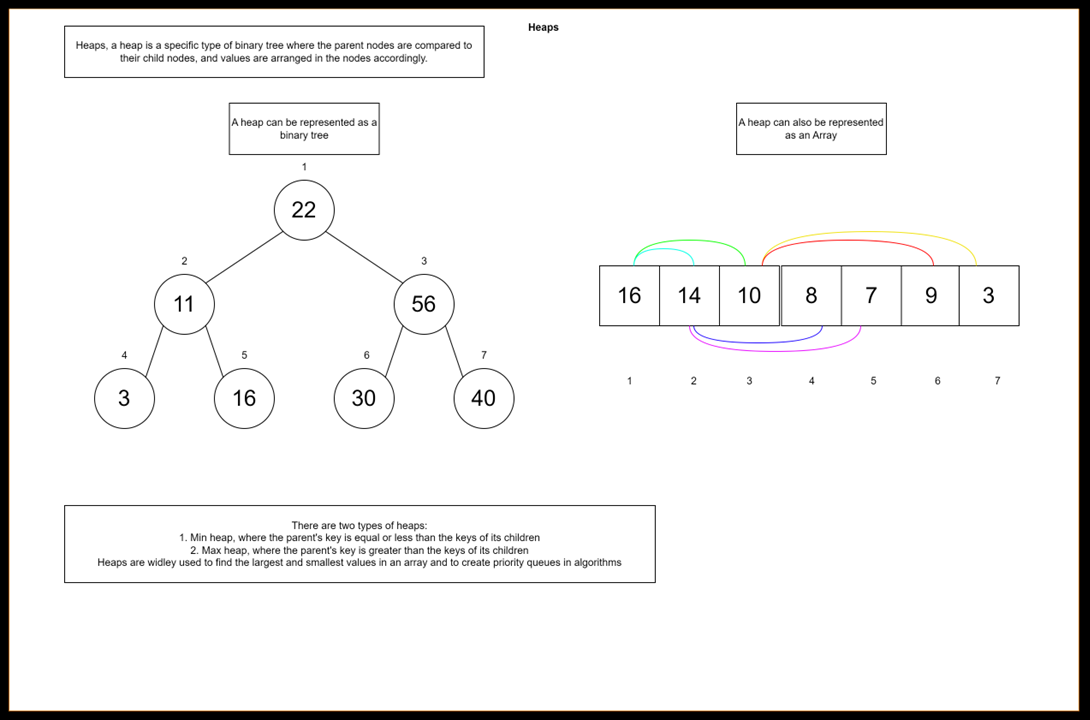 Heaps
Heaps, a heap is a specific type of binary tree where the parent nodes are compared to
their child nodes, and values are arranged in the nodes accordingly.
A heap can be represented as a
binary tree
1
22
2
3
11
56
4
5
6
7
3
16
30
40
A heap can also be represented
as an Array
16 14 10 8 7 9 3
1 2 3 4 5 6 7
There are two types of heaps:
1. Min heap, where the parent's key is equal or less than the keys of its children
2. Max heap, where the parent's key is greater than the keys of its children
Heaps are widley used to find the largest and smallest values in an array and to create priority queues in algorithms